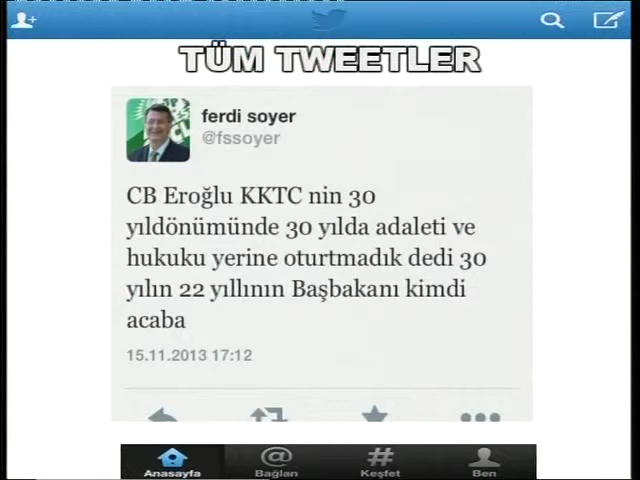 TÜM TWEETLER
ferdi soyer
@fssoyer
CB Eroğlu KKTC nin 30
yıldönümünde 30 yılda adaleti ve
hukuku yerine oturtmadık dedi 30
yılın 22 yıllının Başbakanı kimdi
acaba
15.11.2013 17:12
Anasayfa Bağlan Keşfet Ben